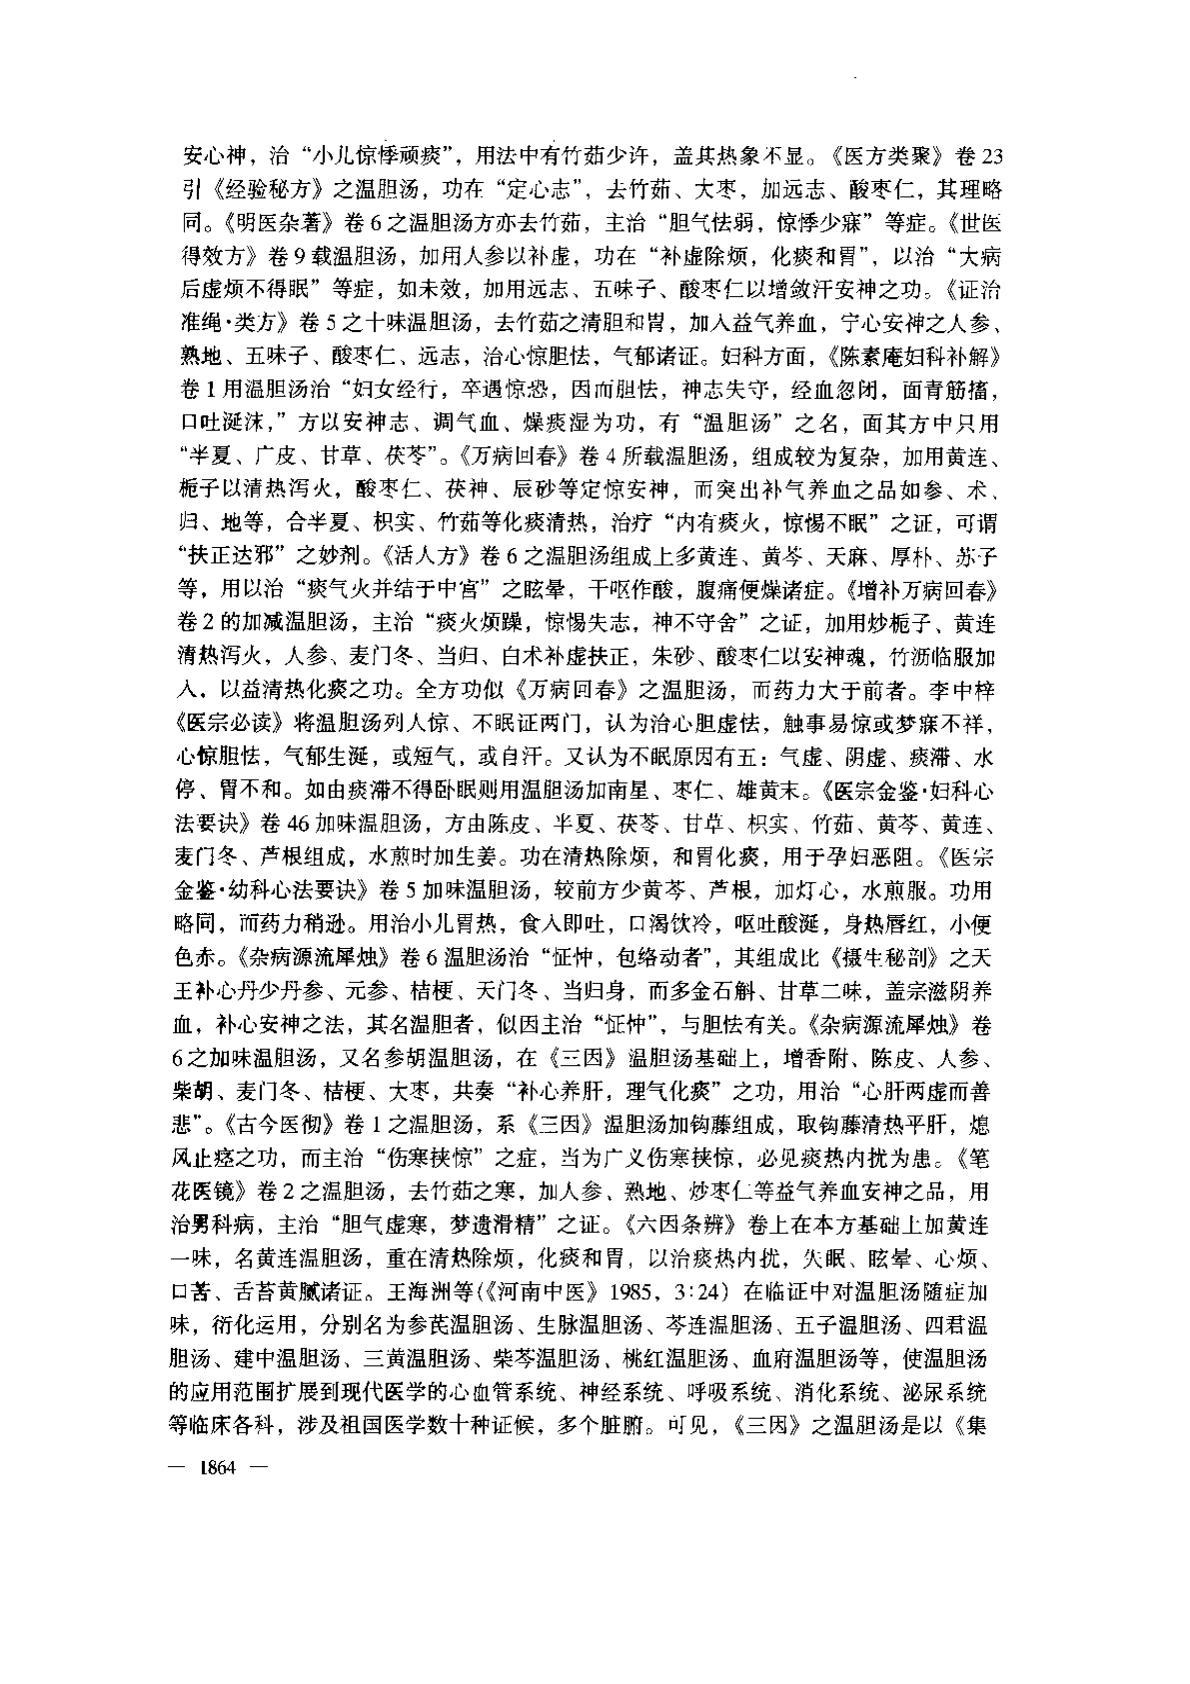 安心神，治“小儿惊悸顽痰”，用法中有竹茹少许，盖其热象不显。《医方类聚》卷 23
引《经验秘方》之温胆汤，功在“定心志”，去竹茹、大枣，加远志、酸枣仁，其理略
同。《明医杂著》卷 6 之温胆汤方亦去竹茹，主治“胆气怯弱，惊悸少寐”等症。《世医
得效方》卷 9 载温胆汤，加用人参以补虚，功在“补虚除烦，化痰和胃”，以治“大病
后虚烦不得眠”等症，如未效，加用远志、五味子、酸枣仁以增敛汗安神之功。《证治
准绳·类方》卷 5 之十味温胆汤，去竹茹之清胆和胃，加入益气养血，宁心安神之人参、
熟地、五味子、酸枣仁、远志，治心惊胆怯，气郁诸证。妇科方面，《陈素庵妇科补解》
卷 1 用温胆汤治“妇女经行，卒遇惊恐，因而胆怯，神志失守，经血忽闭，面青筋搐，
口吐涎沫，”方以安神志、调气血、燥痰湿为功，有“温胆汤”之名，面其方中只用
“半夏、广皮、甘草、茯苓”。《万病回春》卷 4 所载温胆汤，组成较为复杂，加用黄连、
栀子以清热泻火，酸枣仁、茯神、辰砂等定惊安神，而突出补气养血之品如参、术、
归、地等，合半夏、枳实、竹茹等化痰清热，治疗“内有痰火，惊惕不眠”之证，可谓
“扶正达邪”之妙剂。《活人方》卷 6 之温胆汤组成上多黄连、黄芩、天麻、厚朴、苏子
等，用以治“痰气火并结于中宫”之眩晕，干呕作酸，腹痛便燥诸症。《增补万病回春》
卷 2 的加减温胆汤，主治“痰火烦躁，惊惕失志，神不守舍”之证，加用炒栀子、黄连
清热泻火，人参、麦门冬、当归、白术补虚扶正，朱砂、酸枣仁以安神魂，竹沥临服加
入，以益清热化痰之功。全方功似《万病回春》之温胆汤，而药力大于前者。李中梓
《医宗必读》将温胆汤列人惊、不眠证两门，认为治心胆虚怯，触事易惊或梦寐不祥，
心惊胆怯，气郁生涎，或短气，或自汗。又认为不眠原因有五：气虚、阴虚、痰滞、水
停、胃不和。如由痰滞不得卧眠则用温胆汤加南星、枣仁、雄黄末。《医宗金鉴·妇科心
法要诀》卷 46 加味温胆汤，方由陈皮、半夏、茯苓、甘草、枳实、竹茹、黄芩、黄连、
麦门冬、芦根组成，水煎时加生姜。功在清热除烦，和胃化痰，用于孕妇恶阻。《医宗
金鉴·幼科心法要诀》卷 5 加味温胆汤，较前方少黄芩、芦根，加灯心，水煎服。功用
略同，而药力稍逊。用治小儿胃热，食入即吐，口渴饮冷，呕吐酸涎，身热唇红，小便
色赤。《杂病源流犀烛》卷 6 温胆汤治“怔忡，包络动者”，其组成比《摄生秘剖》之天
王补心丹少丹参、元参、桔梗、天门冬、当归身，而多金石斛、甘草二味，盖宗滋阴养
血，补心安神之法，其名温胆者，似因主治“怔忡”，与胆怯有关。《杂病源流犀烛》卷
6 之加味温胆汤，又名参胡温胆汤，在《三因》温胆汤基础上，增香附、陈皮、人参、
柴胡、麦门冬、桔梗、大枣，共奏“补心养肝，理气化痰”之功，用治“心肝两虚而善
悲”。《古今医彻》卷 1 之温胆汤，系《三因》温胆汤加钩藤组成，取钩藤清热平肝，熄
风止痉之功，而主治“伤寒挟惊”之症，当为广义伤寒挟惊，必见痰热内扰为患。《笔
花医镜》卷 2 之温胆汤，去竹茹之寒，加人参、熟地、炒枣仁等益气养血安神之品，用
治男科病，主治“胆气虚寒，梦遗滑精”之证。《六因条辨》卷上在本方基础上加黄连
一味，名黄连温胆汤，重在清热除烦，化痰和胃，以治痰热内扰，失眠、眩晕、心烦、
口苦、舌苔黄腻诸证。王海洲等(《河南中医》1985，3:24）在临证中对温胆汤随症加
味，衍化运用，分别名为参芪温胆汤、生脉温胆汤、芩连温胆汤、五子温胆汤、四君温
胆汤、建中温胆汤、三黄温胆汤、柴芩温胆汤、桃红温胆汤、血府温胆汤等，使温胆汤
的应用范围扩展到现代医学的心血管系统、神经系统、呼吸系统、消化系统、泌尿系统
等临床各科，涉及祖国医学数十种证候，多个脏腑。可见，《三因》之温胆汤是以《集
— 1864 —